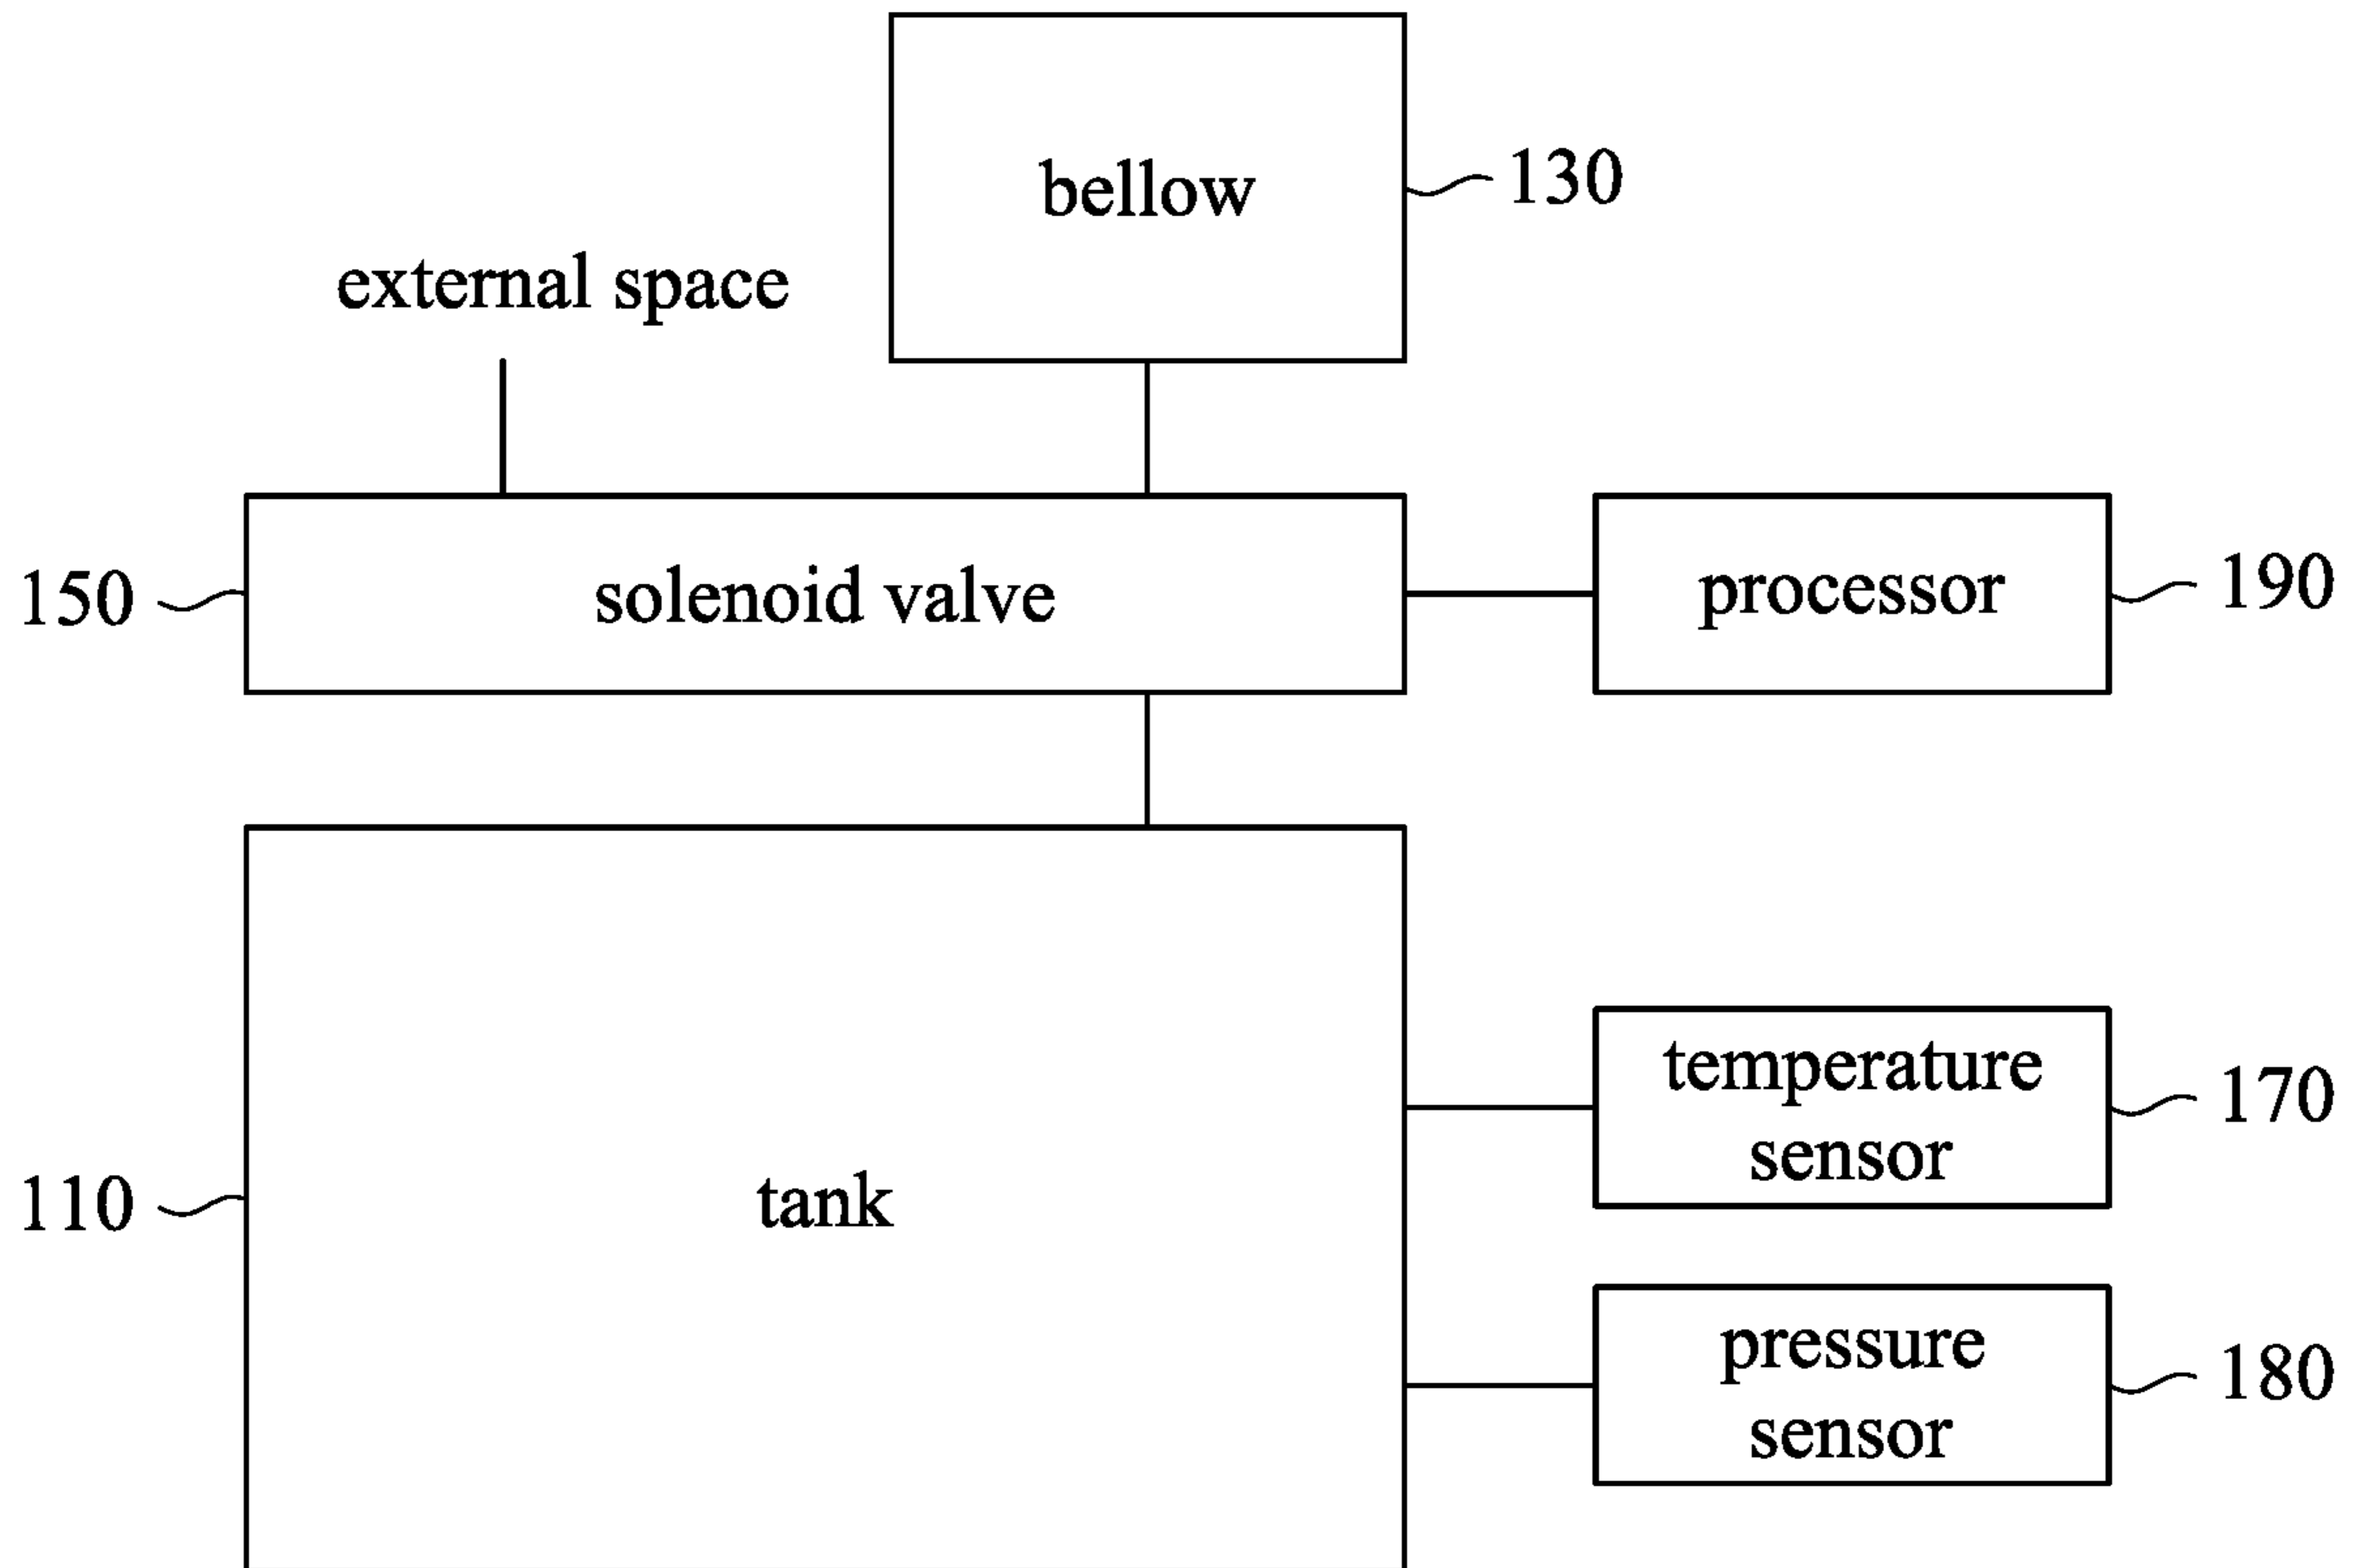 bellow
130
external space
150
solenoid valve
processor
190
temperature
sensor
170
110
tank
pressure
sensor
180